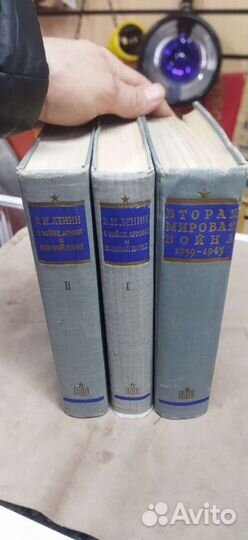 В.И.ЛЕНИН
О ВОЙНЕ, АРМИИ
И
ВОЕННОЙ НАУКЕ
II
В.И.ЛЕНИН
О ВОЙНЕ, АРМИИ
И
ВОЕННОЙ НАУКЕ
I
ВТОРАЯ
МИРОВАЯ
ВОЙНА
1939-1945
Avito